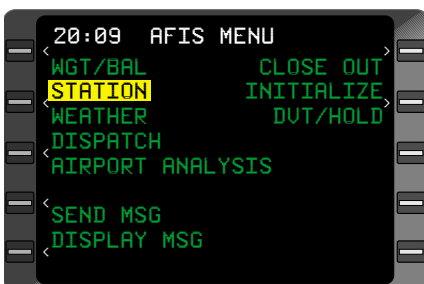 20:09 AFIS MENU
WGT/BAL CLOSE OUT
STATION INITIALIZE
WEATHER DVT/HOLD
DISPATCH
AIRPORT ANALYSIS
SEND MSG
DISPLAY MSG